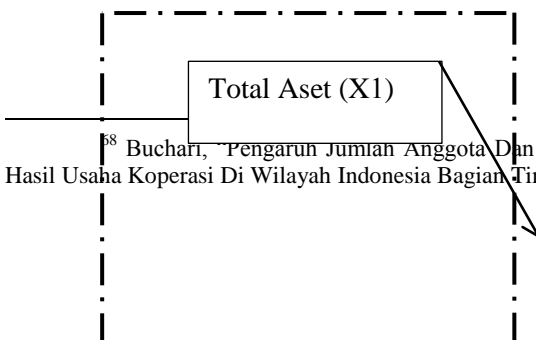 Total Aset (X1)
68 Buchari, "Pengaruh Jumlah Anggota Dan
Hasil Usaha Koperasi Di Wilayah Indonesia Bagian